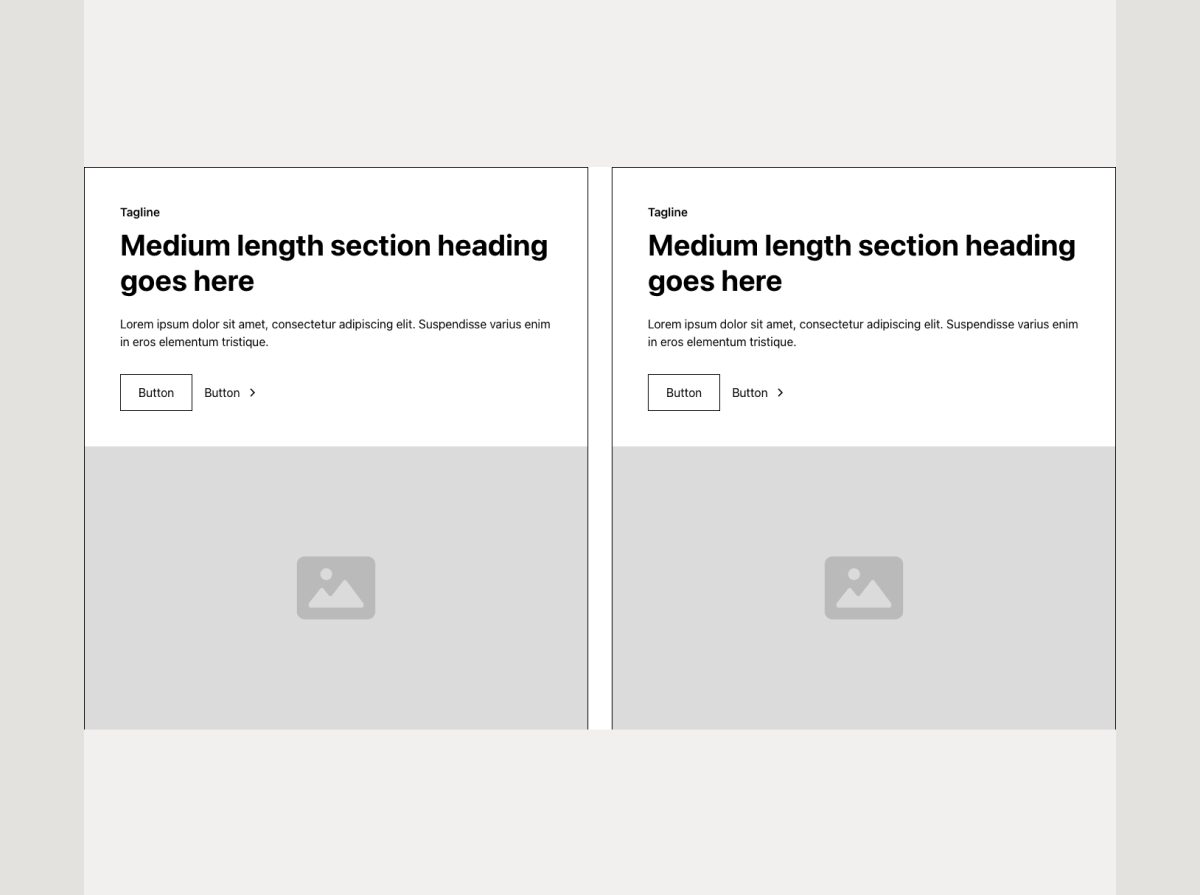 Tagline
Medium length section heading
goes here
Lorem ipsum dolor sit amet, consectetur adipiscing elit. Suspendisse varius enim
in eros elementum tristique.
Button
Button
Tagline
Medium length section heading
goes here
Lorem ipsum dolor sit amet, consectetur adipiscing elit. Suspendisse varius enim
in eros elementum tristique.
Button
Button